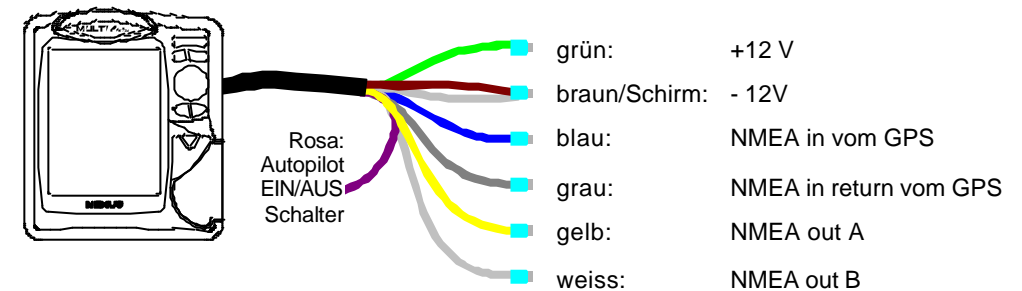 grün: +12 V
braun/Schirm: - 12V
blau: NMEA in vom GPS
Rosa:
Autopilot
EIN/AUS
Schalter
grau: NMEA in return vom GPS
gelb: NMEA out A
weiss: NMEA out B